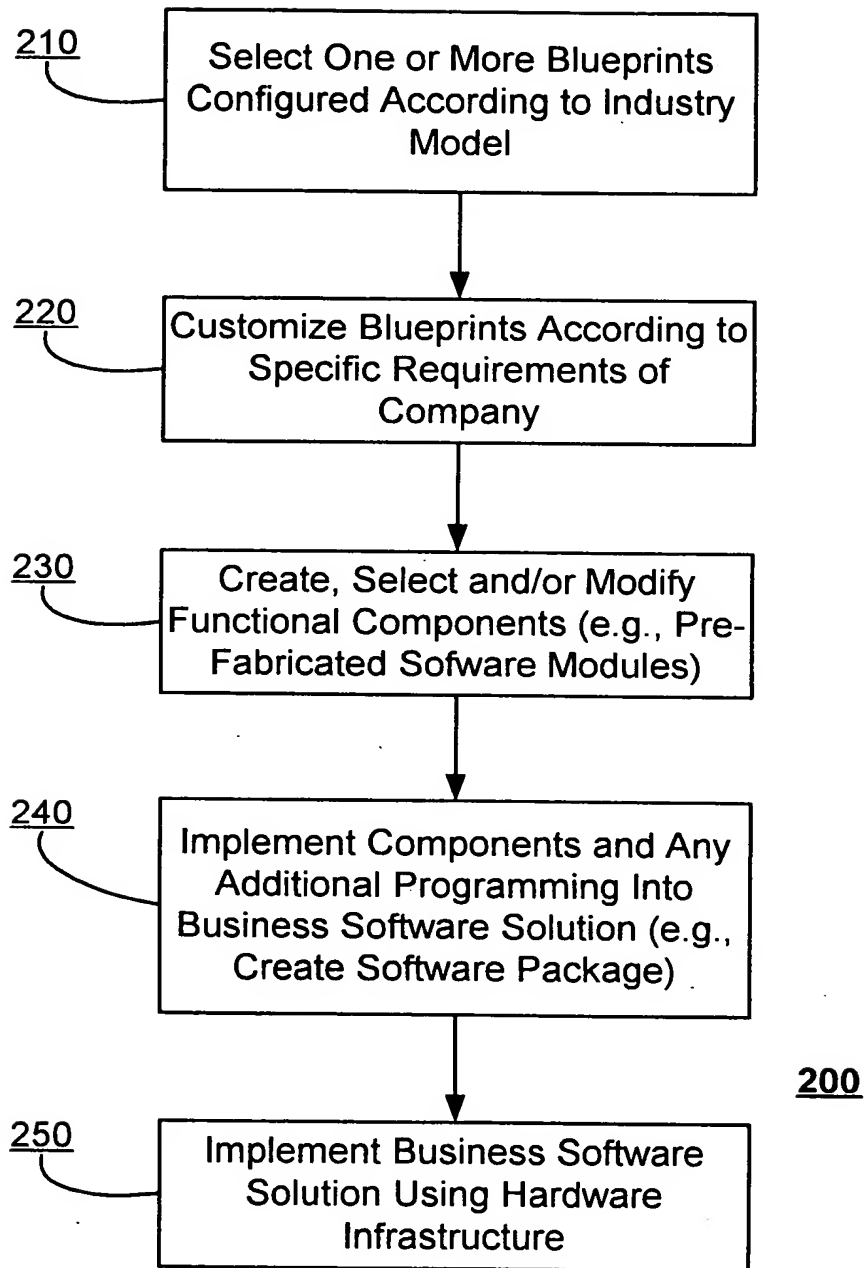 210
Select One or More Blueprints
Configured According to Industry
Model
220
Customize Blueprints According to
Specific Requirements of
Company
230
Create, Select and/or Modify
Functional Components (e.g., Pre-
Fabricated Sofware Modules)
240
Implement Components and Any
Additional Programming Into
Business Software Solution (e.g.,
Create Software Package)
200
250
Implement Business Software
Solution Using Hardware
Infrastructure